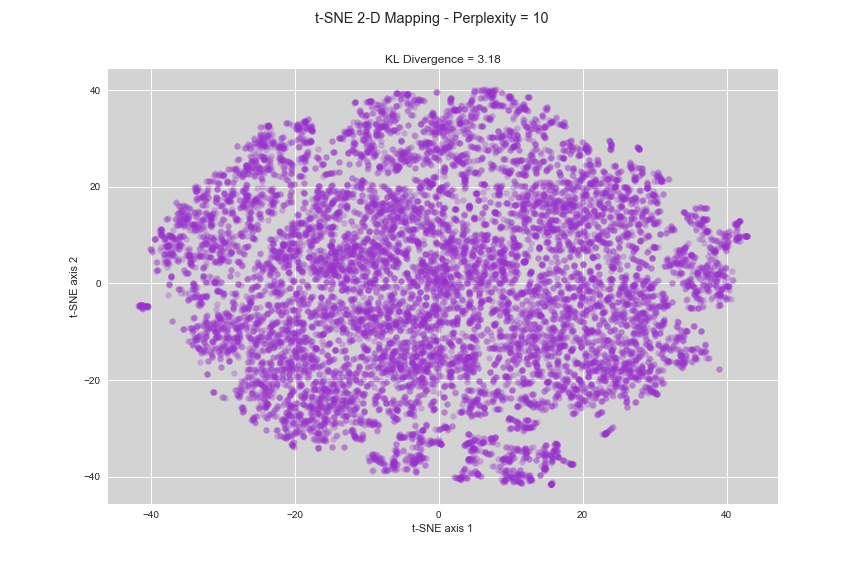 t-SNE 2-D Mapping - Perplexity = 10
KL Divergence = 3.18
40
20
0
−20
−40
t-SNE axis 2
−40 −20 0 20 40
t-SNE axis 1